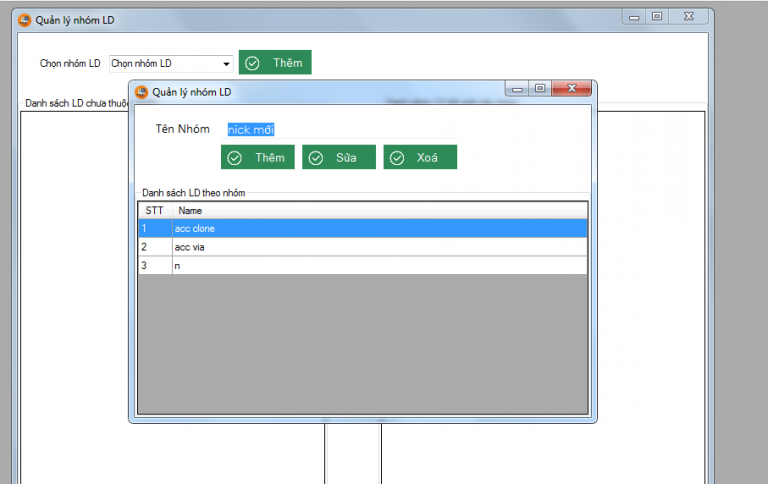 Quản lý nhóm LD
Chọn nhóm LD
Chọn nhóm LD
Thêm
Danh sách LD chưa thuộc
Quản lý nhóm LD
Tên Nhóm
nick mới
Thêm
Sửa
Xoá
Danh sách LD theo nhóm
STT Name
1 acc clone
2 acc via
3 n